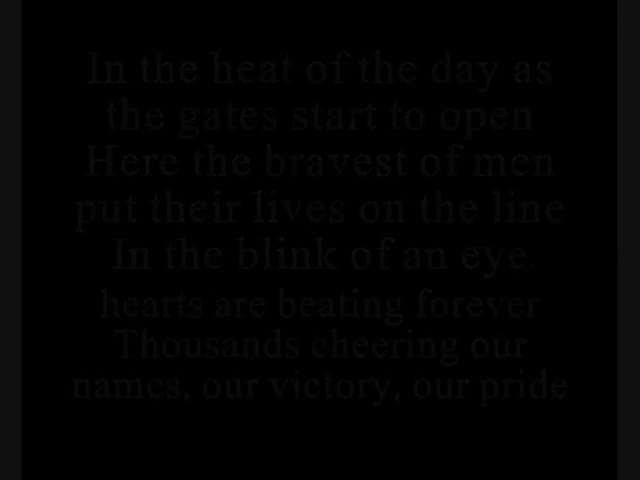 In the heat of the day as
the gates start to open
Here the bravest of men
put their lives on the line
In the blink of an eye
hearts are beating forever
Thousands cheering our
names, our victory, our pride